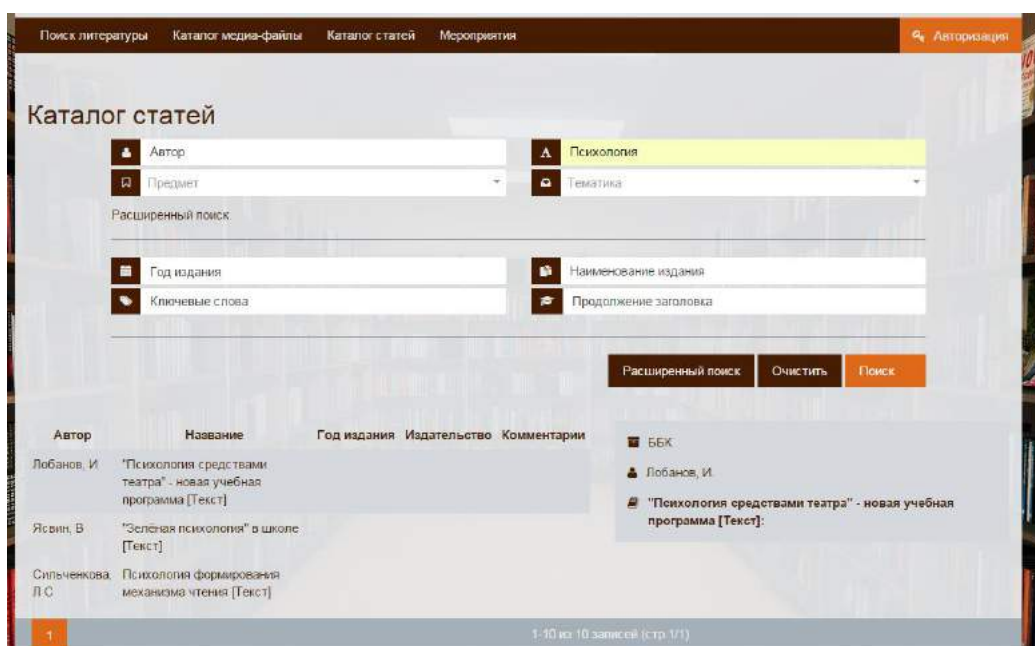 Поиск литературы Каталог медиа-файлы Каталог статей Мероприятия Авторизация
Каталог статей
Автор Психология
Предмет Тематика
Расширенный поиск
Год издания Наименование издания
Ключевые слова Продолжение заголовка
Расширенный поиск Очистить Поиск
Автор Название Год издания Издательство Комментарии
Лобанов, И. "Психология средствами
театра" - новая учебная
программа [Текст]
Ясвин, В "Зелёная психология" в школе
[Текст]
Сильченкова, Психология формирования
Л.С механизма чтения [Текст]
ББК
Лобанов, И.
"Психология средствами театра" - новая учебная
программа [Текст]:
1 1-10 из 10 записей (стр.1/1)